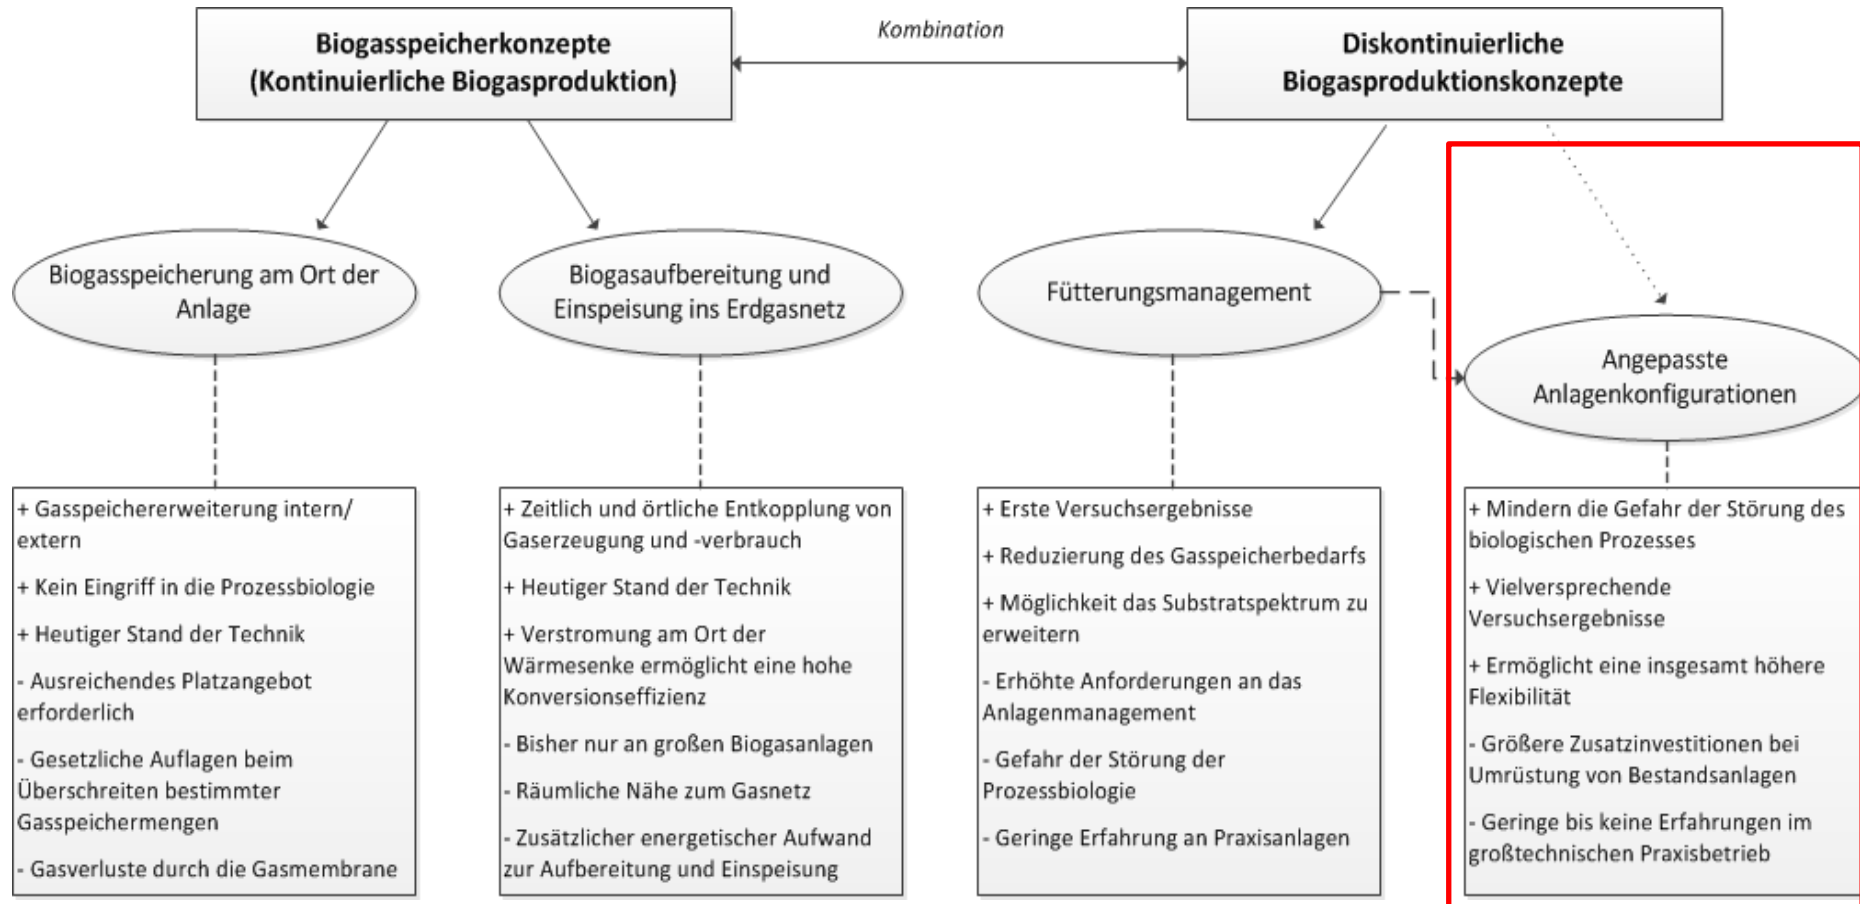 Biogasspeicherkonzepte
(Kontinuierliche Biogasproduktion)
Kombination
Diskontinuierliche
Biogasproduktionskonzepte
Biogasspeicherung am Ort der
Anlage
Biogasaufbereitung und
Einspeisung ins Erdgasnetz
Fütterungsmanagement
Angepasste
Anlagenkonfigurationen
+ Gasspeichererweiterung intern/
extern
+ Kein Eingriff in die Prozessbiologie
+ Heutiger Stand der Technik
- Ausreichendes Platzangebot
erforderlich
- Gesetzliche Auflagen beim
Überschreiten bestimmter
Gasspeichermengen
- Gasverluste durch die Gasmembrane
+ Zeitlich und örtliche Entkopplung von
Gaserzeugung und -verbrauch
+ Heutiger Stand der Technik
+ Verstromung am Ort der
Wärmesenke ermöglicht eine hohe
Konversionseffizienz
- Bisher nur an großen Biogasanlagen
- Räumliche Nähe zum Gasnetz
- Zusätzlicher energetischer Aufwand
zur Aufbereitung und Einspeisung
+ Erste Versuchsergebnisse
+ Reduzierung des Gasspeicherbedarfs
+ Möglichkeit das Substratspektrum zu
erweitern
- Erhöhte Anforderungen an das
Anlagenmanagement
- Gefahr der Störung der
Prozessbiologie
- Geringe Erfahrung an Praxisanlagen
+ Mindern die Gefahr der Störung des
biologischen Prozesses
+ Vielversprechende
Versuchsergebnisse
+ Ermöglicht eine insgesamt höhere
Flexibilität
- Größere Zusatzinvestitionen bei
Umrüstung von Bestandsanlagen
- Geringe bis keine Erfahrungen im
großtechnischen Praxisbetrieb